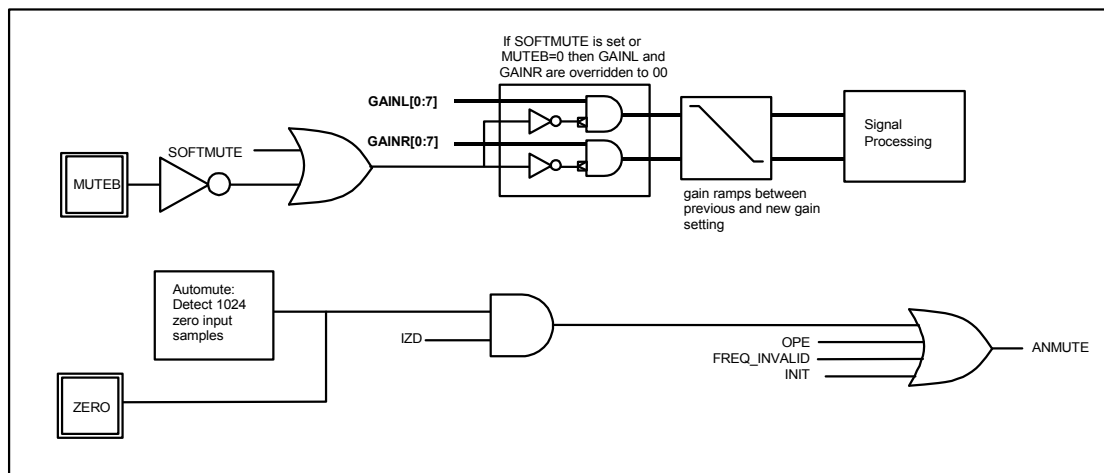 If SOFTMUTE is set or
MUTEB=0 then GAINL and
GAINR are overridden to 00
GAINL[0:7]
GAINR[0:7]
SOFTMUTE
MUTEB
Signal
Processing
gain ramps between
previous and new gain
setting
Automute:
Detect 1024
zero input
samples
IZD
OPE
FREQ_INVALID
INIT
ANMUTE
ZERO